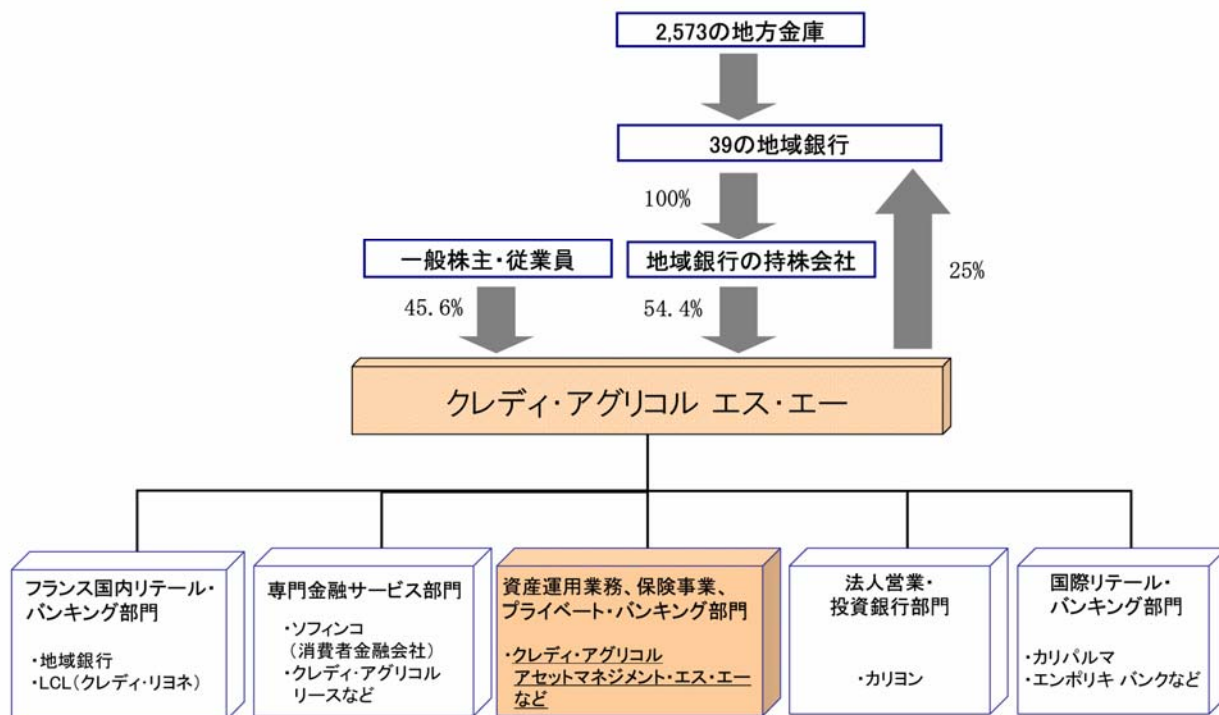 2,573の地方金庫
39の地域銀行
100%
一般株主・従業員
地域銀行の持株会社
25%
45.6%
54.4%
クレディ・アグリコル エス・エー
フランス国内リテール・
バンキング部門
・地域銀行
・LCL(クレディ・リヨネ)
専門金融サービス部門
・ソフィンコ
(消費者金融会社)
・クレディ・アグリコル
リースなど
資産運用業務、保険事業、
プライベート・バンキング部門
・クレディ・アグリコル
アセットマネジメント・エス・エー
など
法人営業・
投資銀行部門
・カリヨン
国際リテール・
バンキング部門
・カリパルマ
・エンポリキ バンクなど